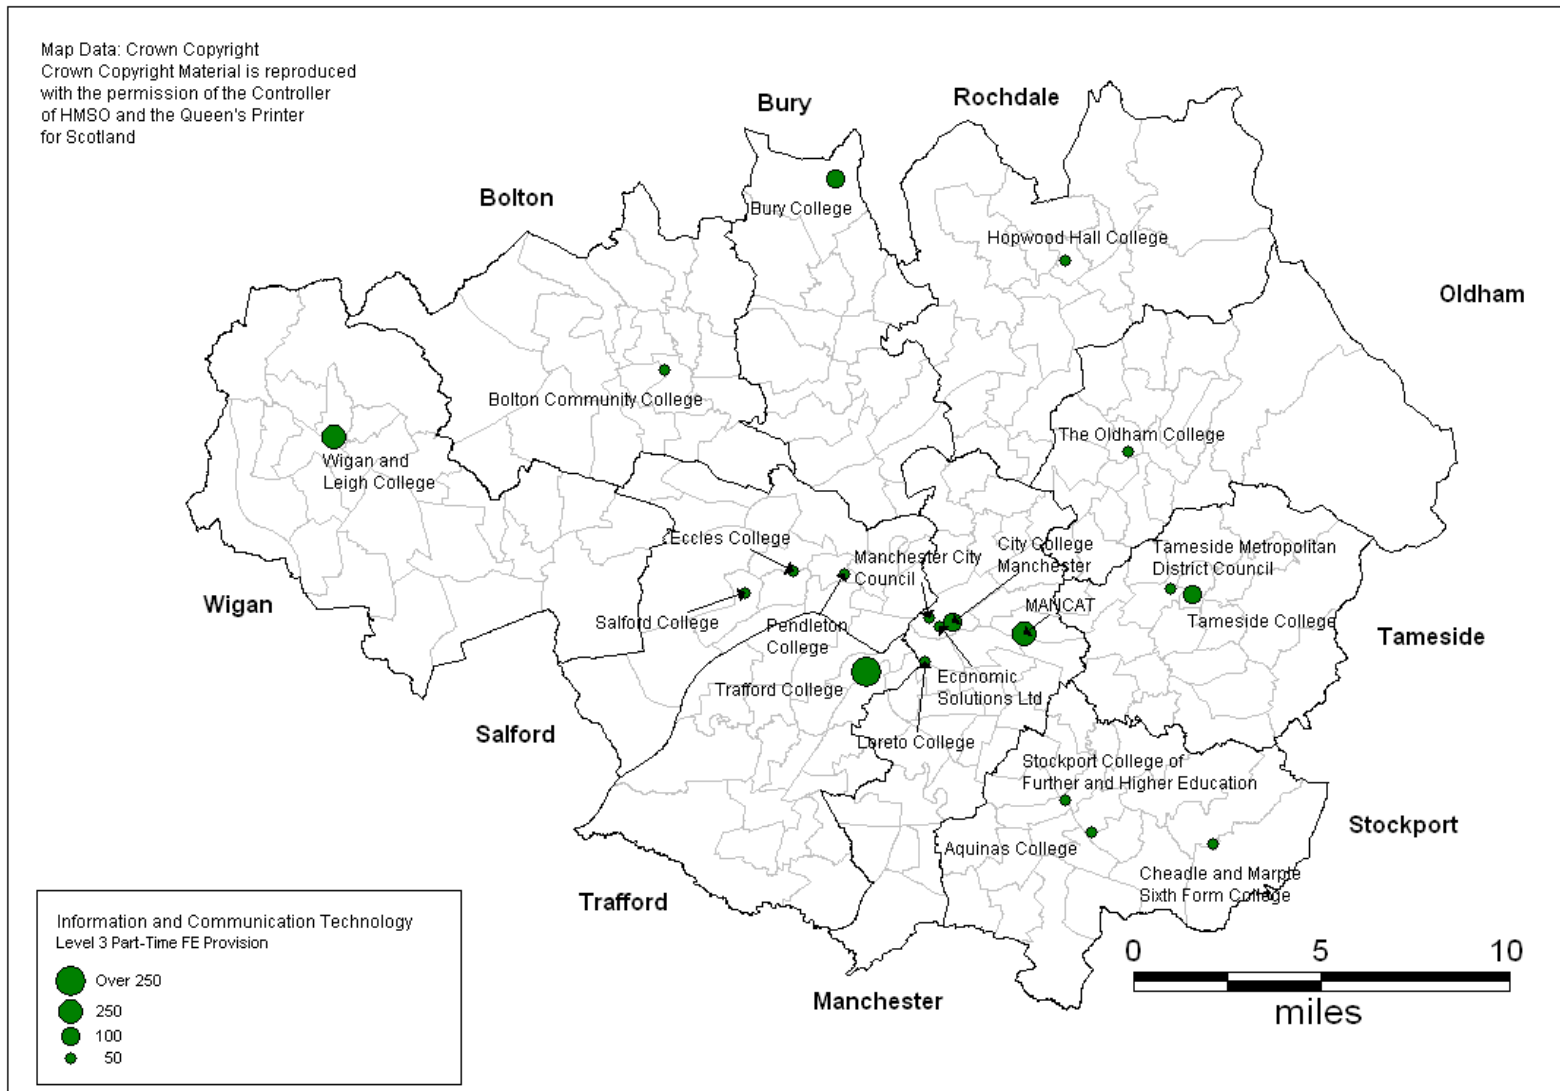 Map Data: Crown Copyright
Crown Copyright Material is reproduced
with the permission of the Controller
of HMSO and the Queen's Printer
for Scotland
Bury
Rochdale
Bolton
Bury College
Hopwood Hall College
Oldham
Bolton Community College
The Oldham College
Wigan and
Leigh College
Eccles College
Manchester City
Council
City College
Manchester
Tameside Metropolitan
District Council
Wigan
Salford College
Pendleton
College
MANCAT
Tameside College
Tameside
Trafford College
Economic
Solutions Ltd
Salford
Loreto College
Stockport College of
Further and Higher Education
Stockport
Aquinas College
Cheadle and Marple
Sixth Form College
Trafford
Manchester
Information and Communication Technology
Level 3 Part-Time FE Provision
Over 250
250
100
50
0 5 10
miles